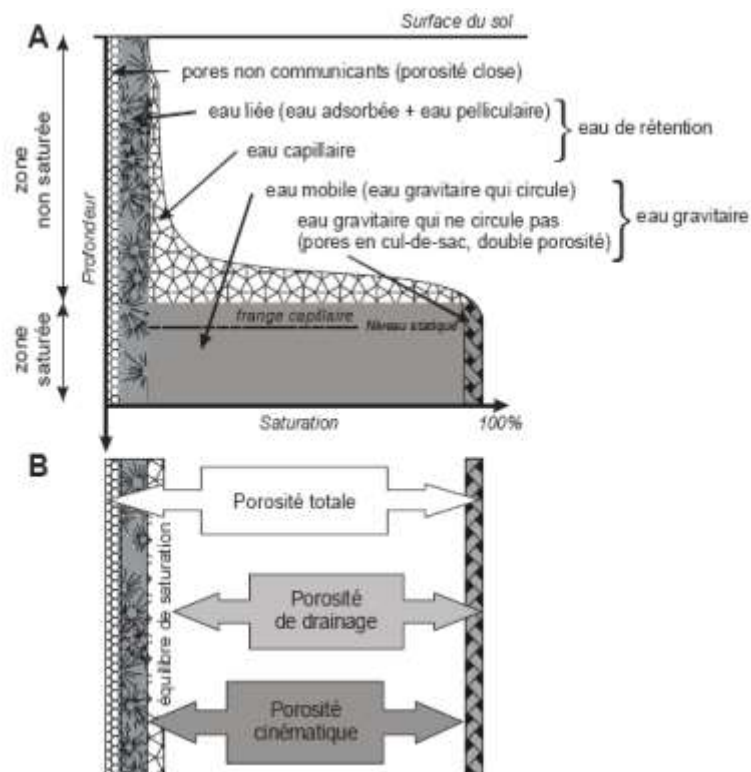 A
Surface du sol
pores non communicants (porosité close)
eau liée (eau adsorbée + eau pelliculaire)
eau de rétention
eau capillaire
eau mobile (eau gravitaire qui circule)
eau gravitaire qui ne circule pas
(pores en cul-de-sac, double porosité)
eau gravitaire
zone
non saturée
Profondeur
zone
saturée
frange capillaire
Niveau statique
Saturation
100%
B
équilibre de saturation
Porosité totale
Porosité
de drainage
Porosité
cinématique